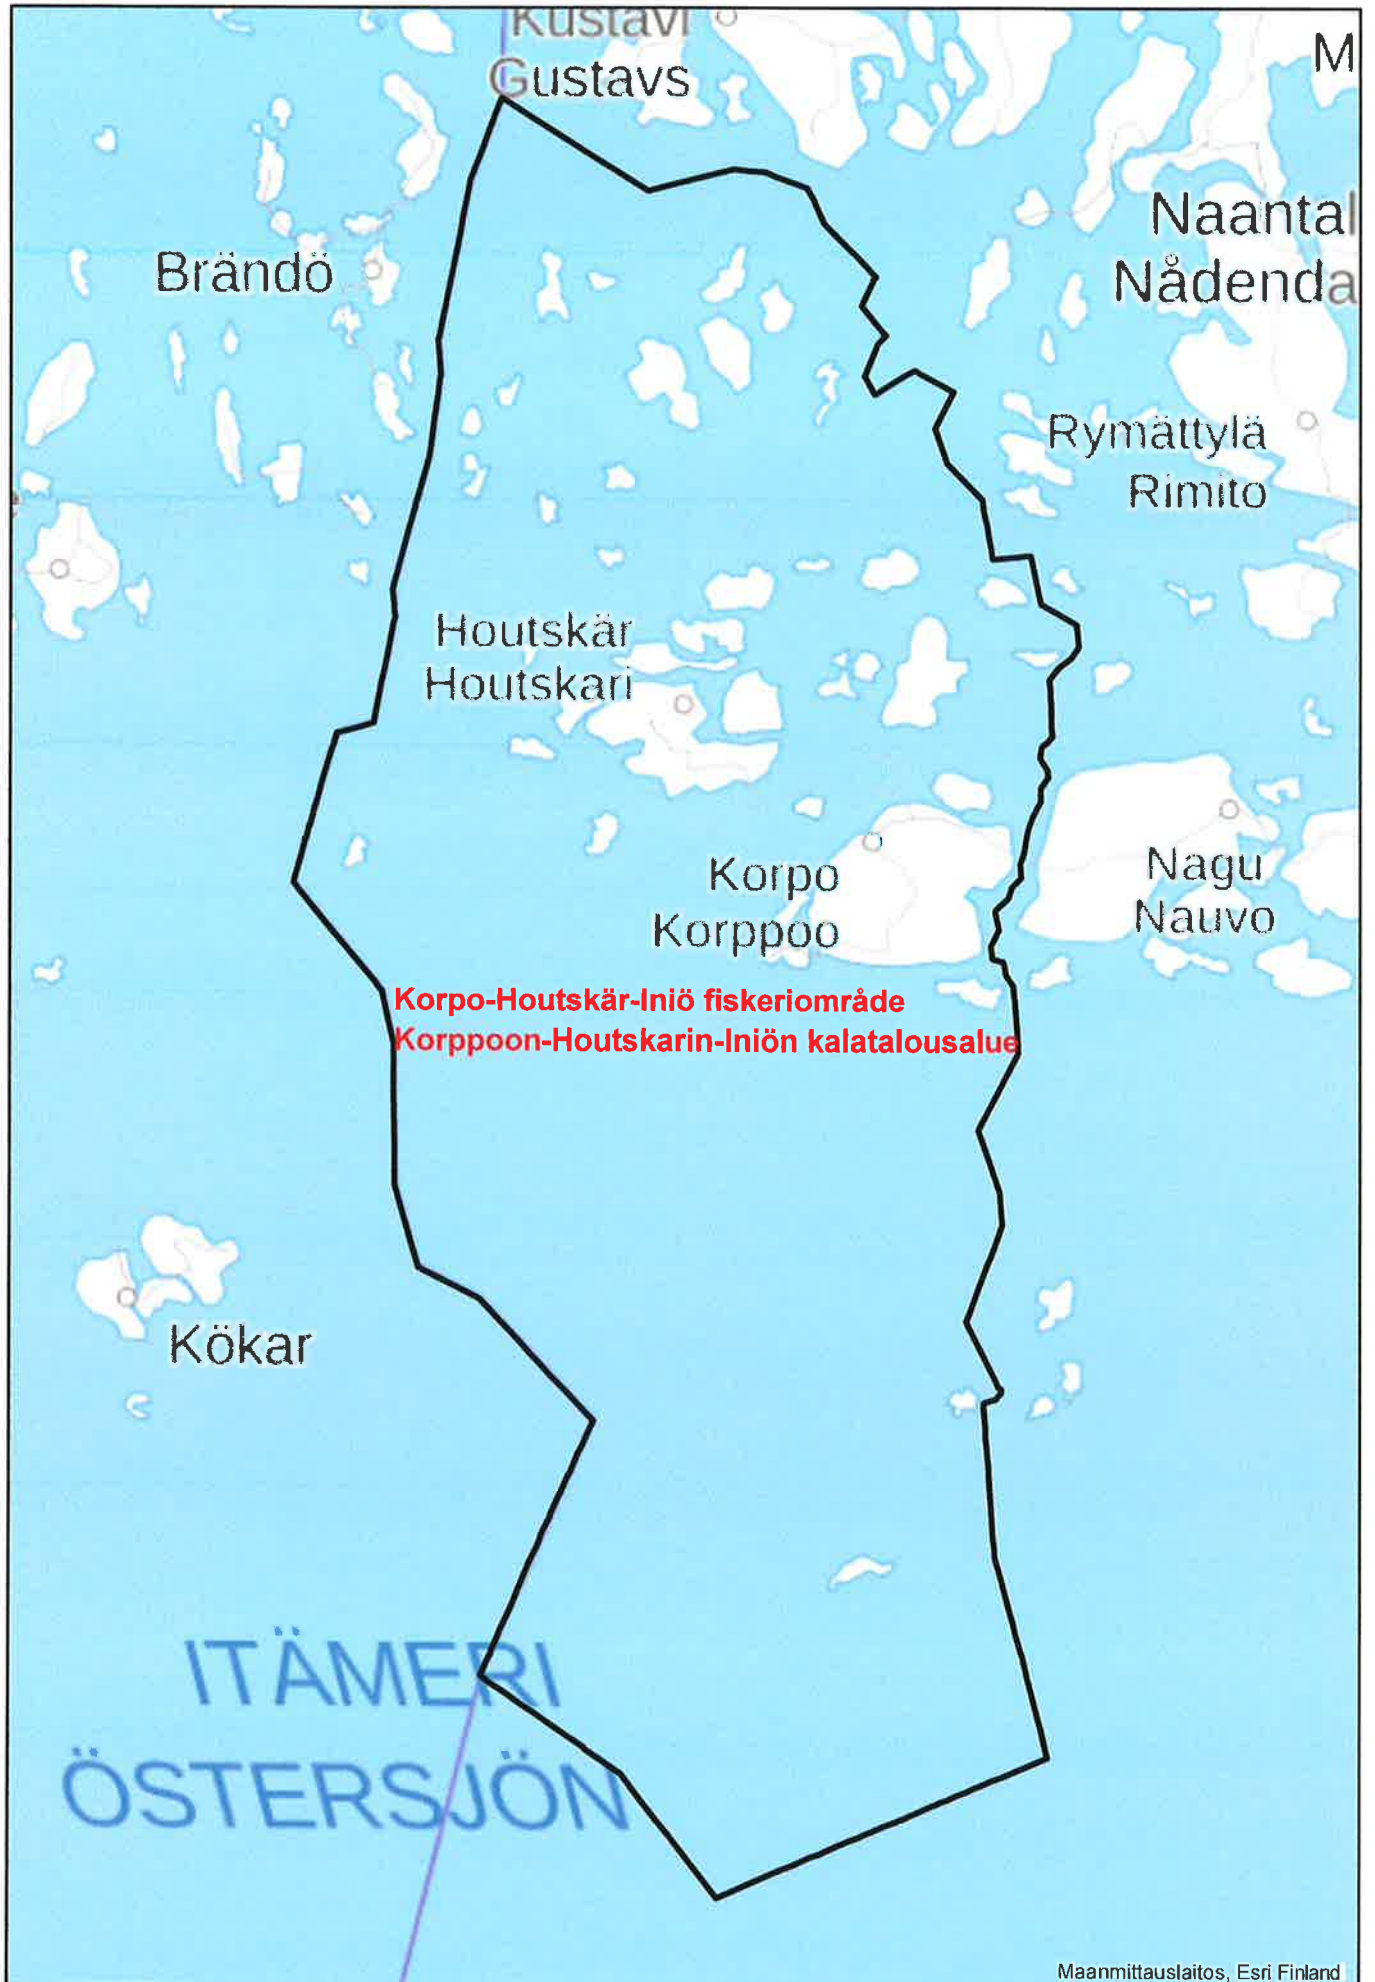 Kustavi
Gustavs
M
Naantal
Nådenda
Brändö
Rymättylä
Rimito
Houtskär
Houtskari
Korpo
Korppoo
Nagu
Nauvo
Korpo-Houtskär-Iniö fiskeriområde
Korppoon-Houtskarin-Iniön kalatalousalue
Kökar
ITÄMERI
ÖSTERSJÖN
Maanmittauslaitos, Esri Finland